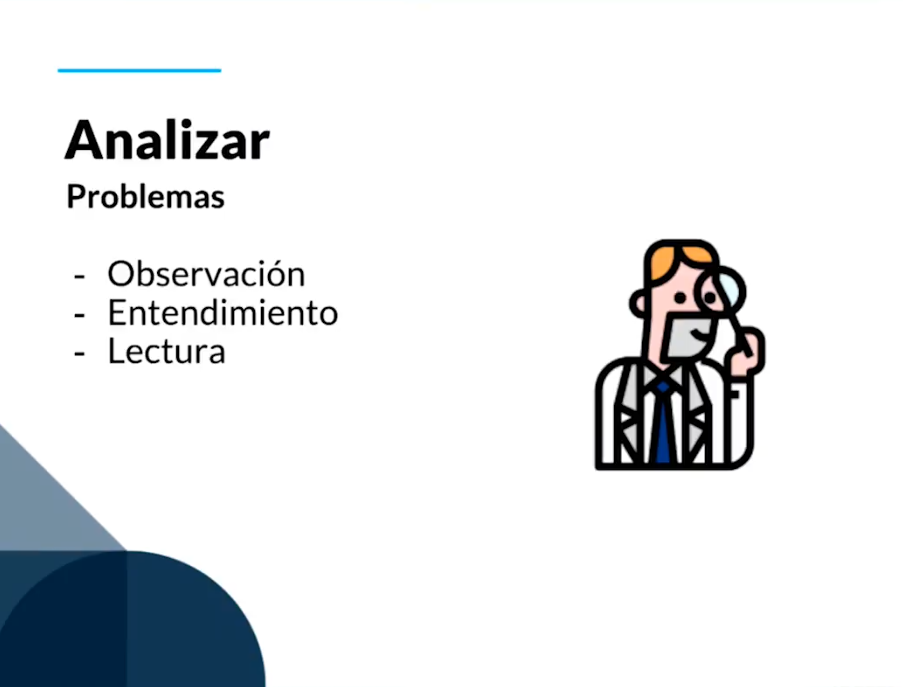 Analizar
Problemas
- Observación
- Entendimiento
- Lectura